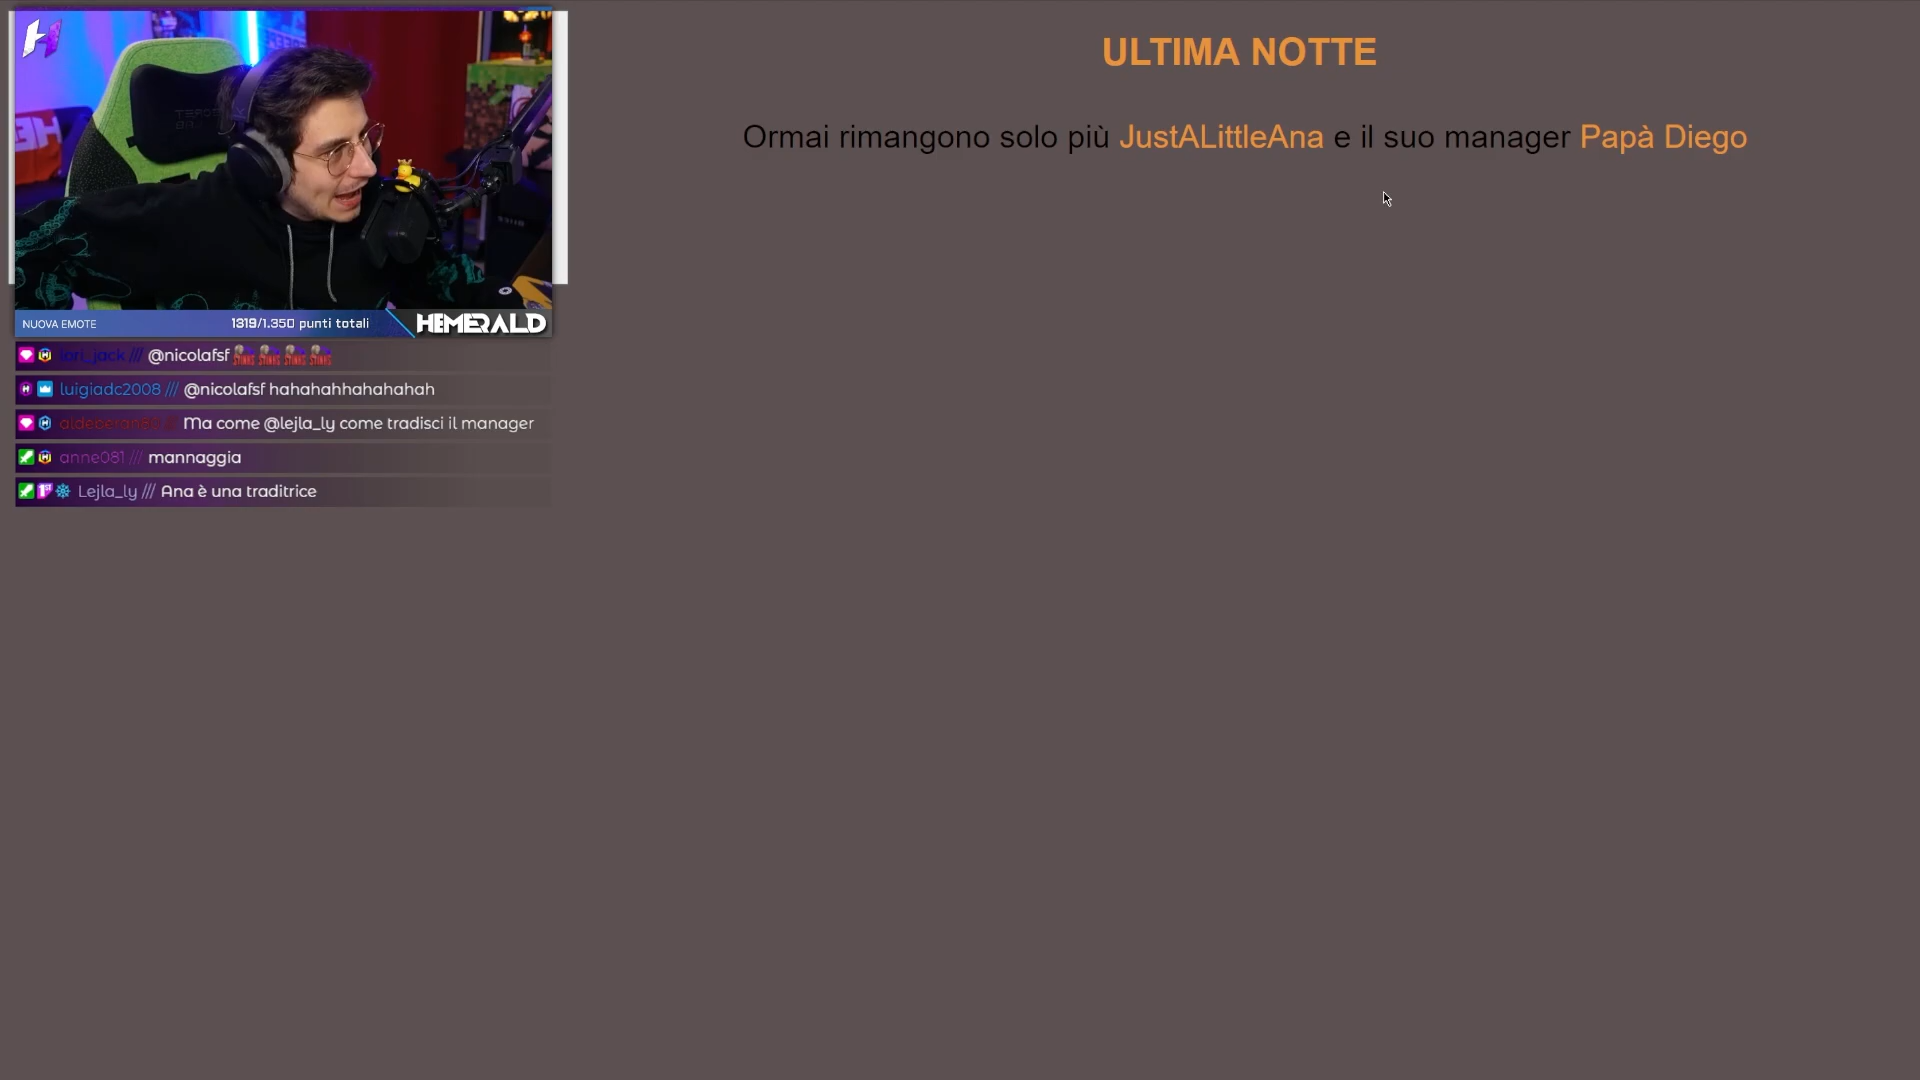 ULTIMA NOTTE
Ormai rimangono solo più JustALittleAna e il suo manager Papà Diego
NUOVA EMOTE
1319/1.350 punti totali
HEMERALD
lori_jack /// @nicolafsf
luigiadc2008 /// @nicolafsf hahahahhahahahah
Ma come @lejla_ly come tradisci il manager
anne081 /// mannaggia
Lejla_ly /// Ana è una traditrice